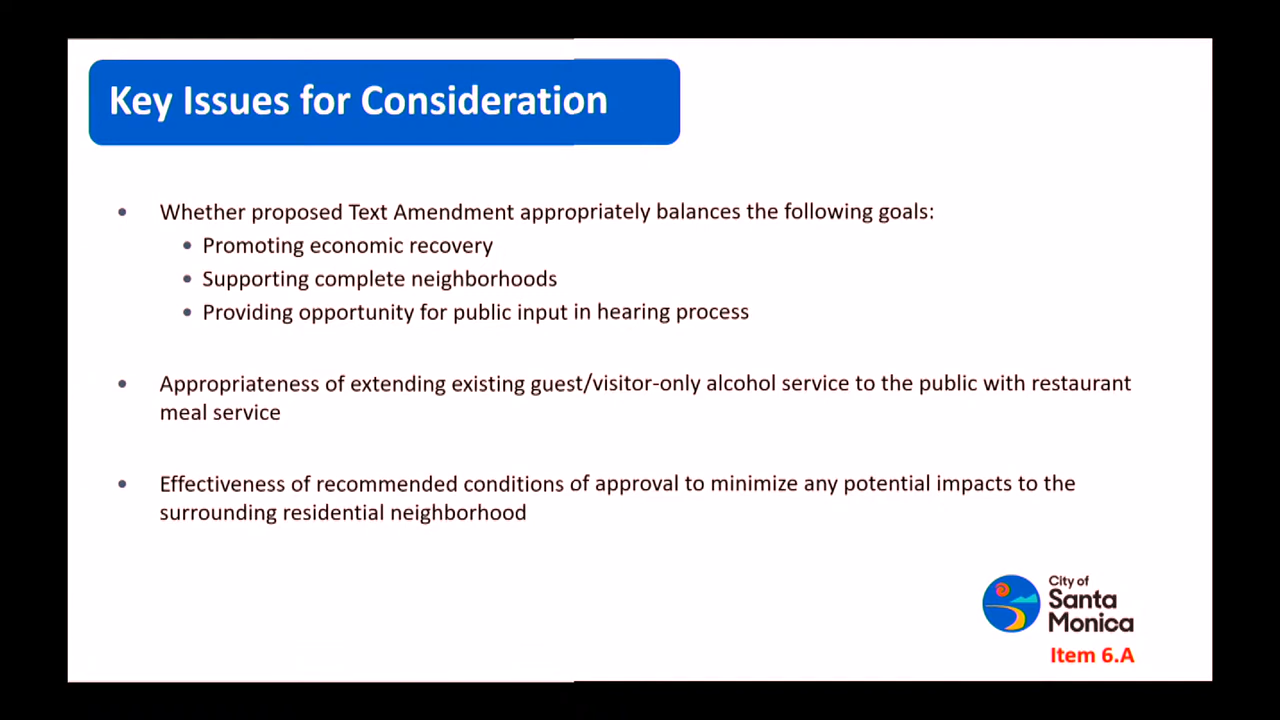 Key Issues for Consideration
• Whether proposed Text Amendment appropriately balances the following goals:
• Promoting economic recovery
• Supporting complete neighborhoods
• Providing opportunity for public input in hearing process
• Appropriateness of extending existing guest/visitor-only alcohol service to the public with restaurant
meal service
• Effectiveness of recommended conditions of approval to minimize any potential impacts to the
surrounding residential neighborhood
City of
Santa
Monica
Item 6.A